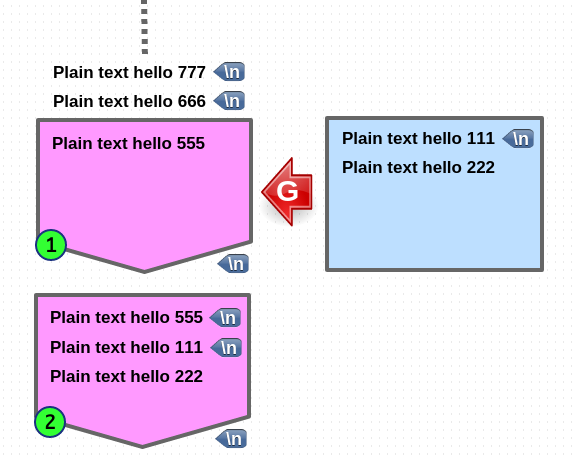 Plain text hello 777 \n
Plain text hello 666 \n
Plain text hello 555
1
\n
G
Plain text hello 111 \n
Plain text hello 222
Plain text hello 555 \n
Plain text hello 111 \n
Plain text hello 222
2
\n